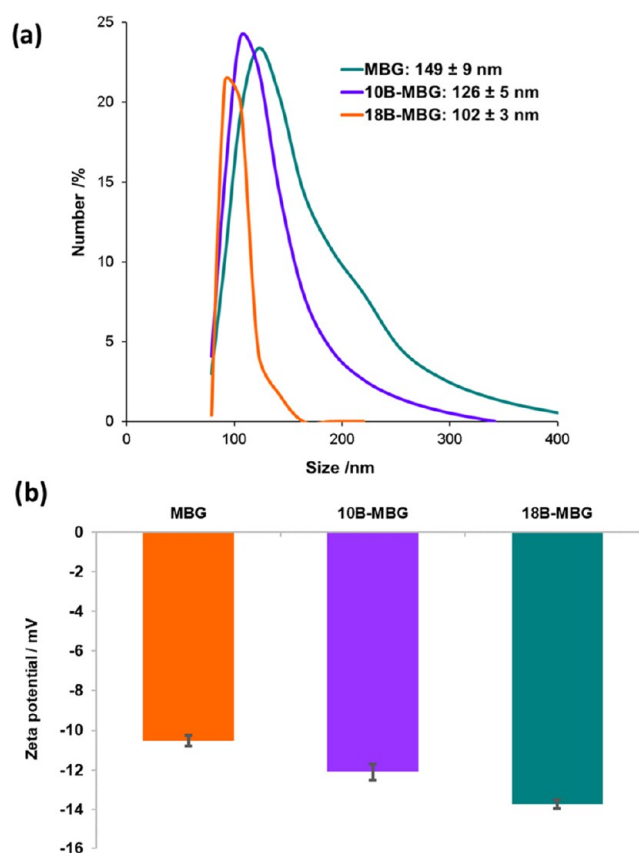 (a)
25
20
15
10
5
0
Number /%
0 100 200 300 400
Size /nm
MBG: 149 ± 9 nm
10B-MBG: 126 ± 5 nm
18B-MBG: 102 ± 3 nm
(b)
MBG 10B-MBG 18B-MBG
0
-2
-4
-6
-8
-10
-12
-14
-16
Zeta potential / mV